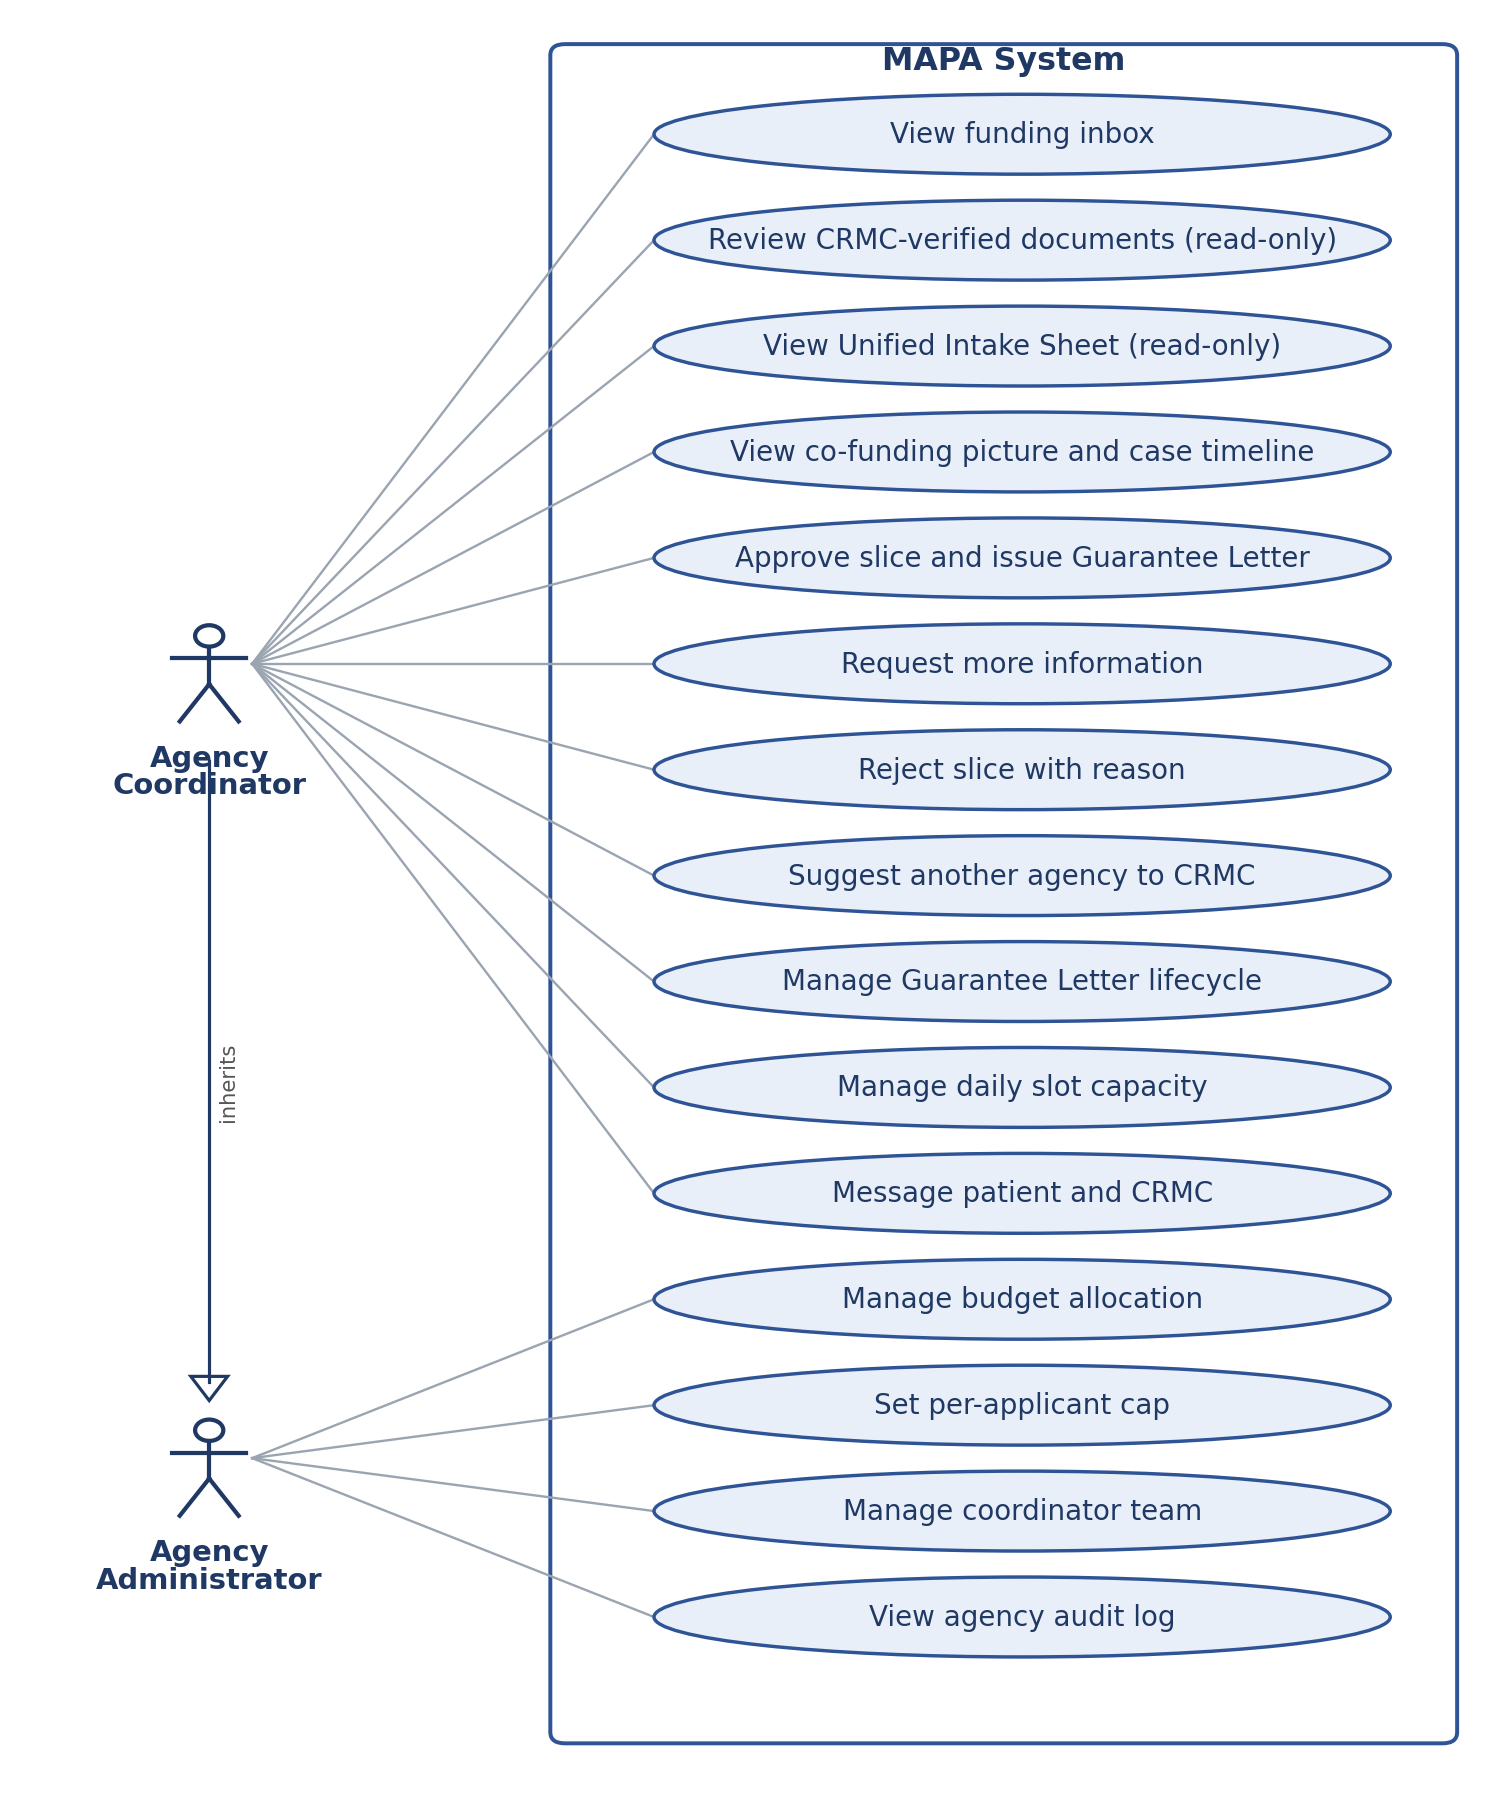 MAPA System
View funding inbox
Review CRMC-verified documents (read-only)
View Unified Intake Sheet (read-only)
View co-funding picture and case timeline
Approve slice and issue Guarantee Letter
Request more information
Reject slice with reason
Suggest another agency to CRMC
Manage Guarantee Letter lifecycle
Manage daily slot capacity
Message patient and CRMC
Manage budget allocation
Set per-applicant cap
Manage coordinator team
View agency audit log
Agency
Coordinator
inherits
Agency
Administrator